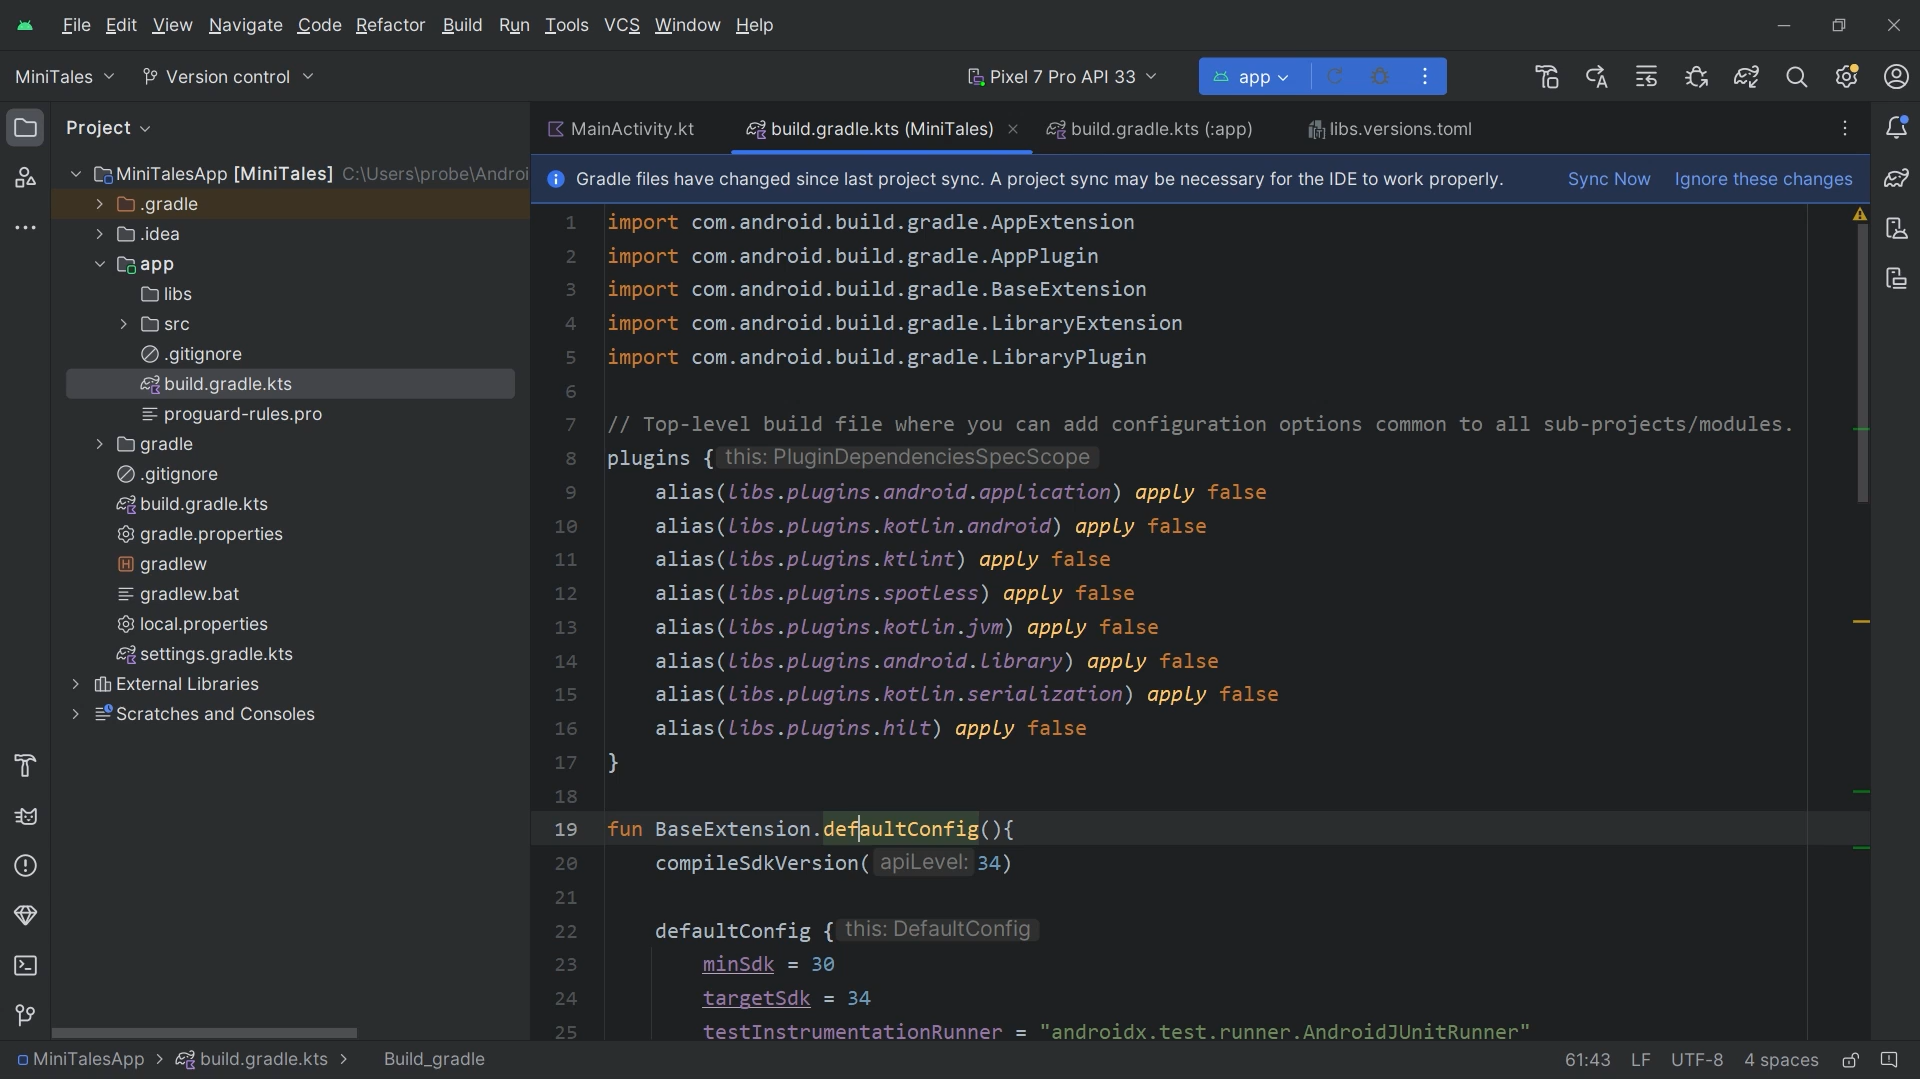 File Edit View Navigate Code Refactor Build Run Tools VCS Window Help
MiniTales Version control Pixel 7 Pro API 33 app
Project
MainActivity.kt build.gradle.kts (MiniTales) build.gradle.kts (:app) libs.versions.toml
Gradle files have changed since last project sync. A project sync may be necessary for the IDE to work properly. Sync Now Ignore these changes
MiniTalesApp [MiniTales] C:\Users\probe\Androi
.gradle
.idea
app
libs
src
.gitignore
build.gradle.kts
proguard-rules.pro
gradle
.gitignore
build.gradle.kts
gradle.properties
gradlew
gradlew.bat
local.properties
settings.gradle.kts
External Libraries
Scratches and Consoles
1 import com.android.build.gradle.AppExtension
2 import com.android.build.gradle.AppPlugin
3 import com.android.build.gradle.BaseExtension
4 import com.android.build.gradle.LibraryExtension
5 import com.android.build.gradle.LibraryPlugin
6
7 // Top-level build file where you can add configuration options common to all sub-projects/modules.
8 plugins { this: PluginDependenciesSpecScope
9 alias(libs.plugins.android.application) apply false
10 alias(libs.plugins.kotlin.android) apply false
11 alias(libs.plugins.ktlint) apply false
12 alias(libs.plugins.spotless) apply false
13 alias(libs.plugins.kotlin.jvm) apply false
14 alias(libs.plugins.android.library) apply false
15 alias(libs.plugins.kotlin.serialization) apply false
16 alias(libs.plugins.hilt) apply false
17 }
18
19 fun BaseExtension.defaultConfig(){
20 compileSdkVersion( apiLevel: 34)
21
22 defaultConfig { this: DefaultConfig
23 minSdk = 30
24 targetSdk = 34
25 testInstrumentationRunner = "androidx.test.runner.AndroidJUnitRunner"
MiniTalesApp > build.gradle.kts > Build_gradle 61:43 LF UTF-8 4 spaces